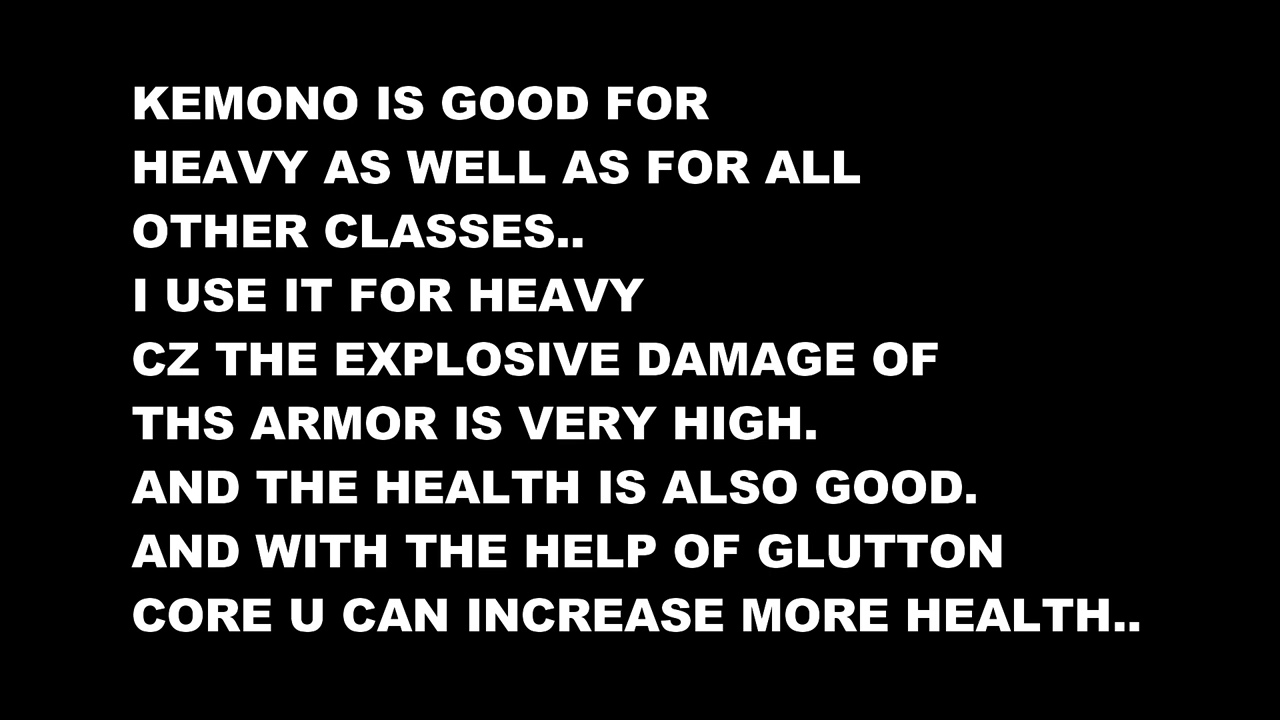 KEMONO IS GOOD FOR
HEAVY AS WELL AS FOR ALL
OTHER CLASSES..
I USE IT FOR HEAVY
CZ THE EXPLOSIVE DAMAGE OF
THS ARMOR IS VERY HIGH.
AND THE HEALTH IS ALSO GOOD.
AND WITH THE HELP OF GLUTTON
CORE U CAN INCREASE MORE HEALTH..